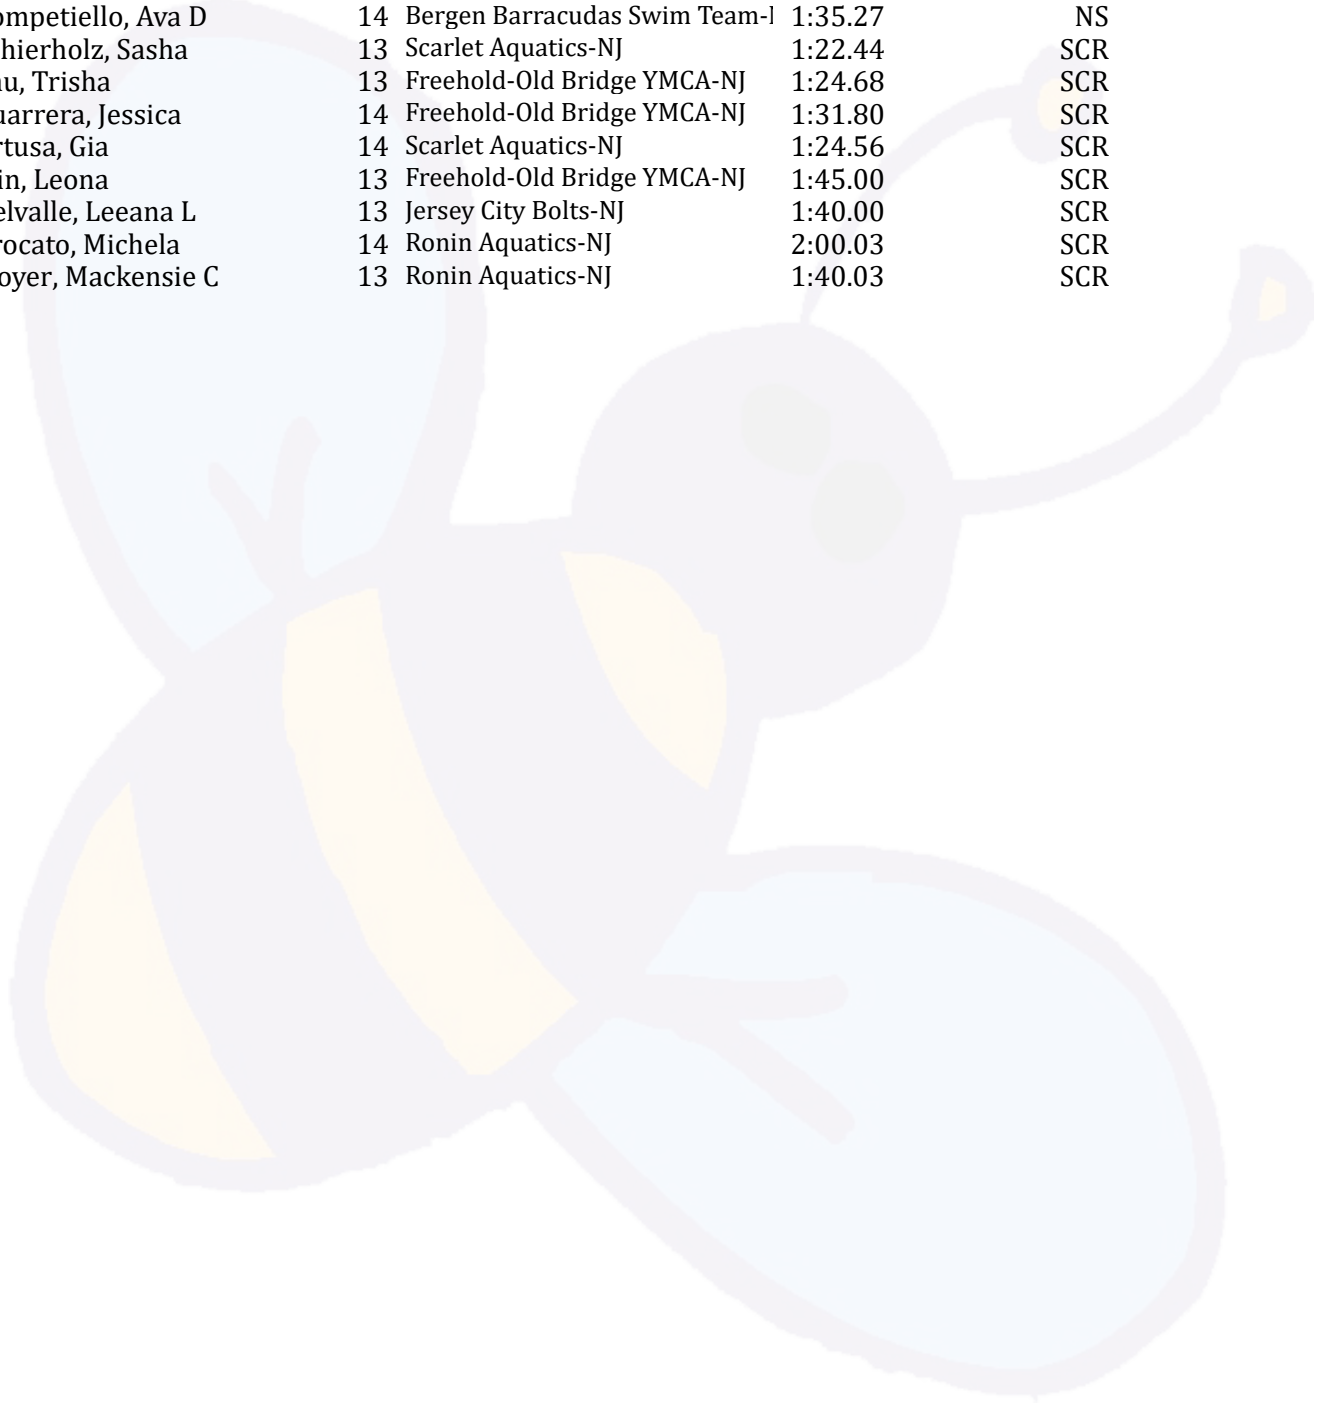 ompetiello, Ava D 14 Bergen Barracudas Swim Team- 1:35.27 NS
hierholz, Sasha 13 Scarlet Aquatics-NJ 1:22.44 SCR
u, Trisha 13 Freehold-Old Bridge YMCA-NJ 1:24.68 SCR
uarrera, Jessica 14 Freehold-Old Bridge YMCA-NJ 1:31.80 SCR
rtusa, Gia 14 Scarlet Aquatics-NJ 1:24.56 SCR
in, Leona 13 Freehold-Old Bridge YMCA-NJ 1:45.00 SCR
elvalle, Leeana L 13 Jersey City Bolts-NJ 1:40.00 SCR
rocato, Michela 14 Ronin Aquatics-NJ 2:00.03 SCR
oyer, Mackensie C 13 Ronin Aquatics-NJ 1:40.03 SCR